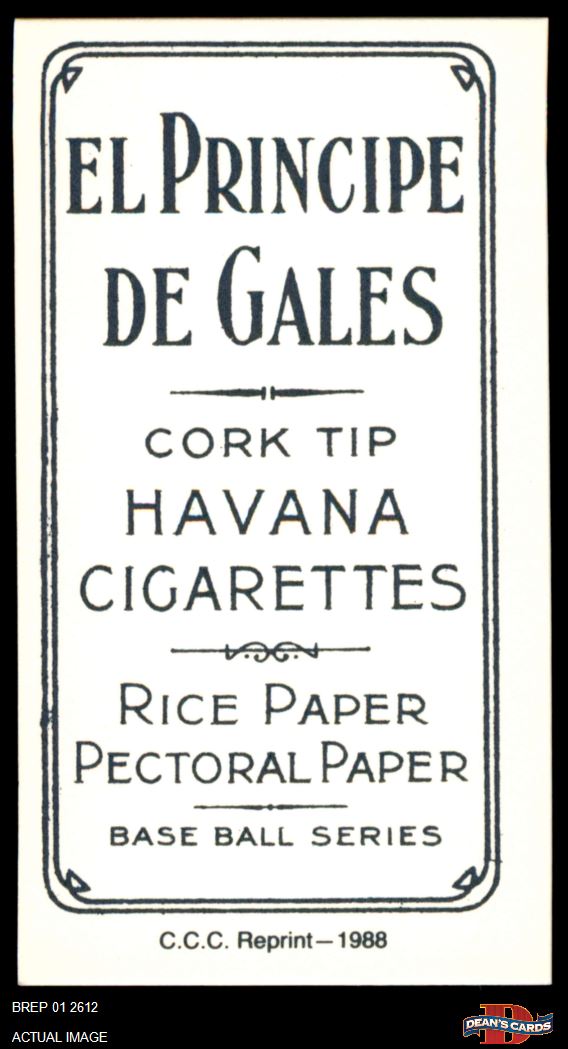 EL PRINCIPE
DE GALES
CORK TIP
HAVANA
CIGARETTES
RICE PAPER
PECTORAL PAPER
BASE BALL SERIES
C.C.C. Reprint—1988
BREP 01 2612
ACTUAL IMAGE
D
DEAN'S CARDS